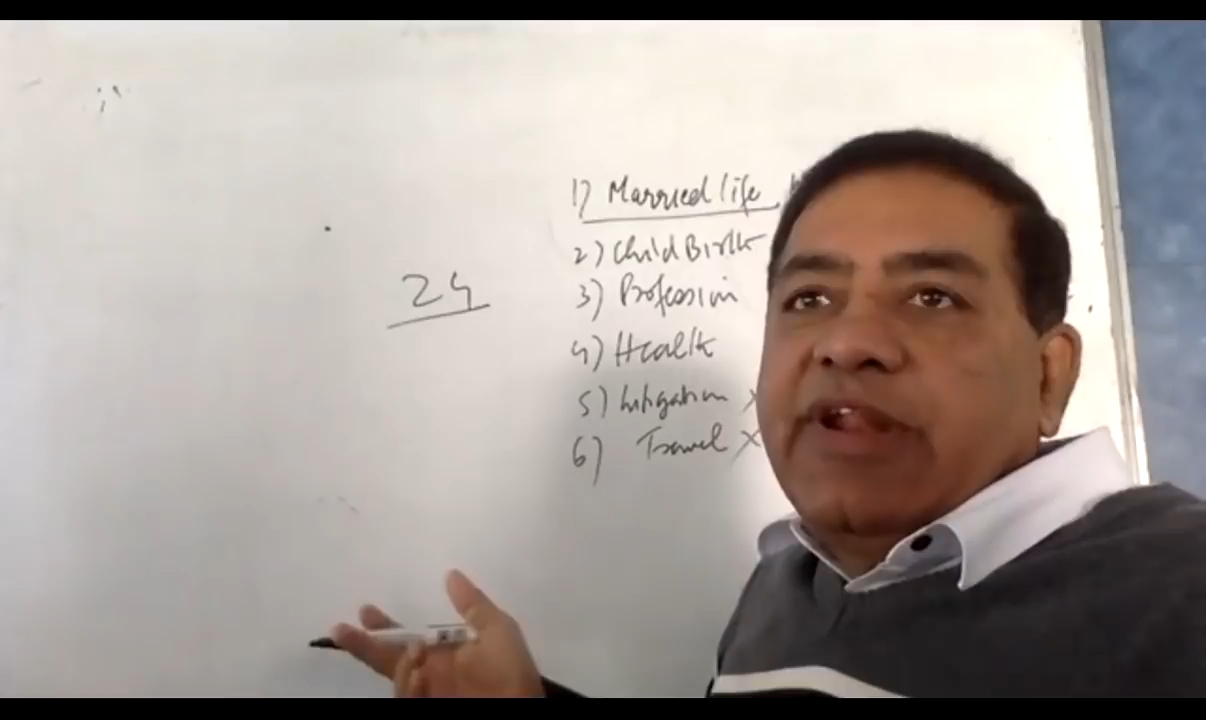 24
1) Married life
2) Child Birth
3) Profession
4) Health
5) Litigation x
6) Travel x